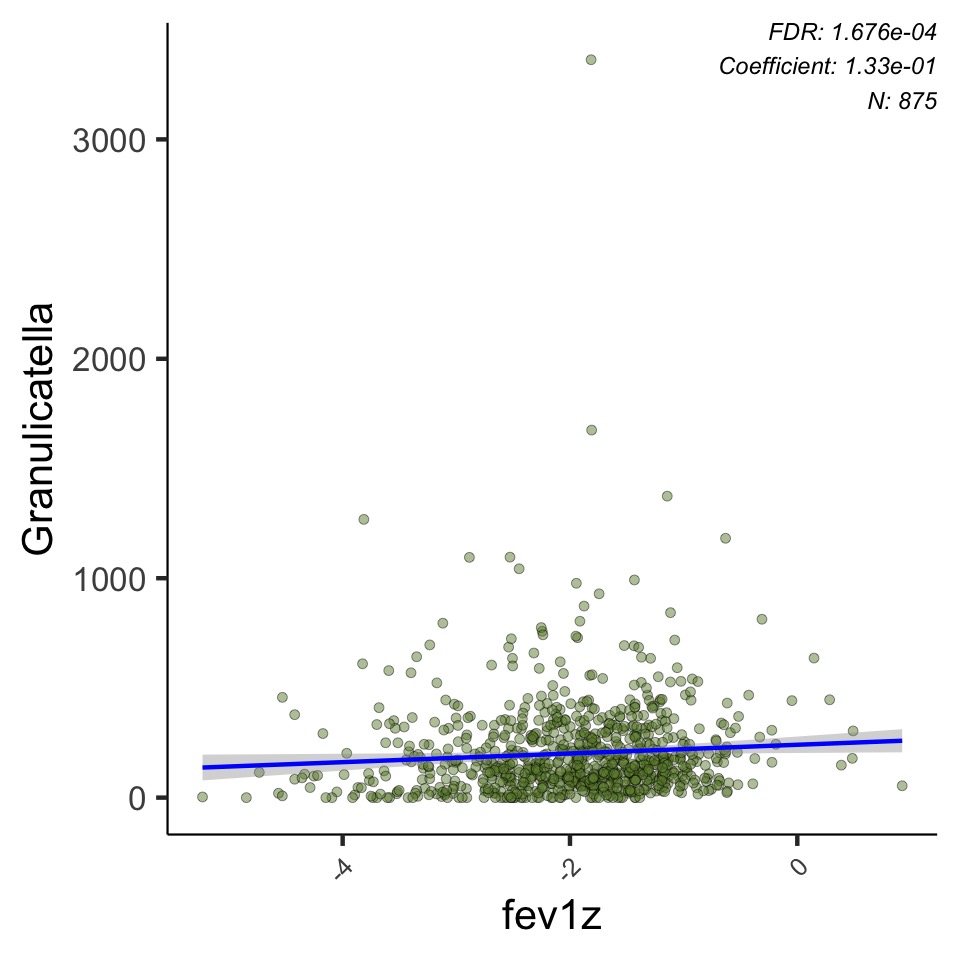 FDR: 1.676e-04
Coefficient: 1.33e-01
N: 875
3000
2000
1000
0
Granulicatella
-4
-2
0
fev1z